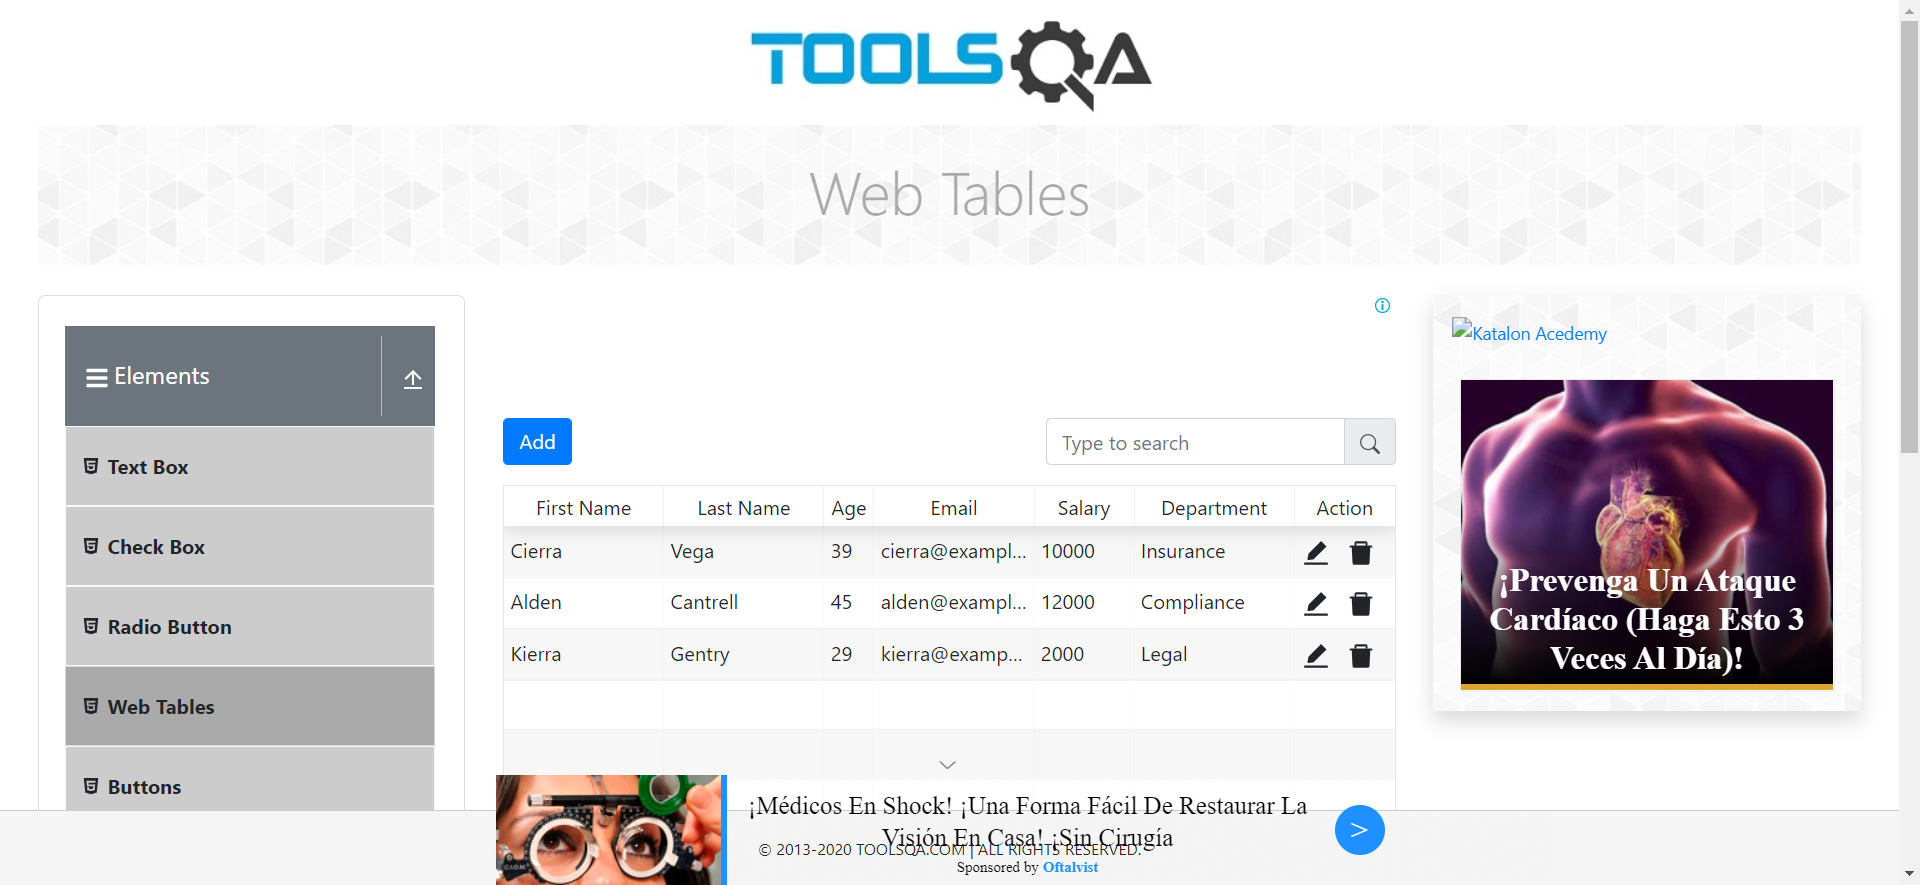 TOOLSQA
Web Tables
Elements
Text Box
Check Box
Radio Button
Web Tables
Buttons
Add
Type to search
First Name Last Name Age Email Salary Department Action
Cierra Vega 39 cierra@exampl... 10000 Insurance
Alden Cantrell 45 alden@exampl... 12000 Compliance
Kierra Gentry 29 kierra@examp... 2000 Legal
Katalon Acedemy
¡Prevenga Un Ataque
Cardíaco (Haga Esto 3
Veces Al Día)!
¡Médicos En Shock! ¡Una Forma Fácil De Restaurar La
Visión En Casa! ¡Sin Cirugía
>
© 2013-2020 TOOLSQA.COM | ALL RIGHTS RESERVED.
Sponsored by Oftalvist